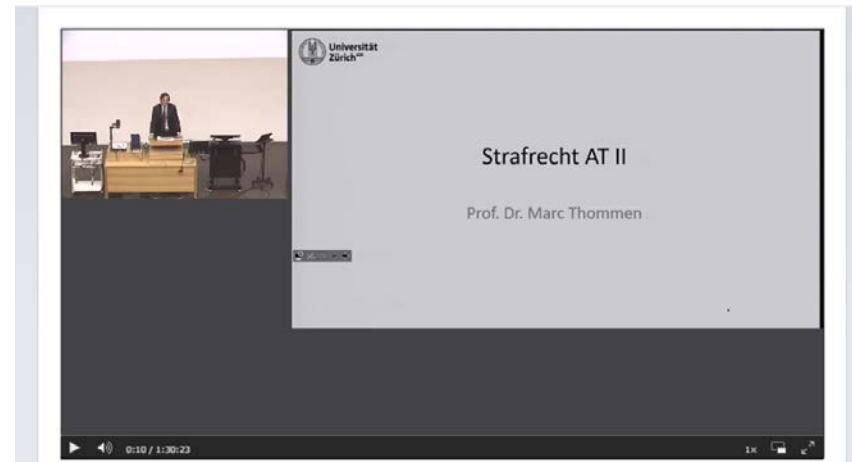 Universität
Zürich
Strafrecht AT II
Prof. Dr. Marc Thommen
0:10 / 1:30:23
1x